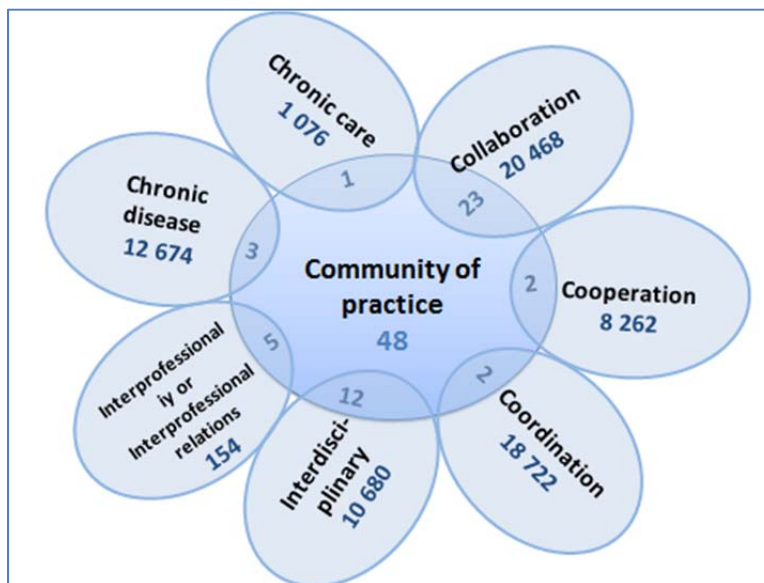 Chronic care
1 076
1
Collaboration
20 468
23
Chronic
disease
12 674
3
Community of
practice
48
2
Cooperation
8 262
Interprofessional
iy or
Interprofessional
relations
154
5
12
Interdisci-
plinary
10 680
2
Coordination
18 722